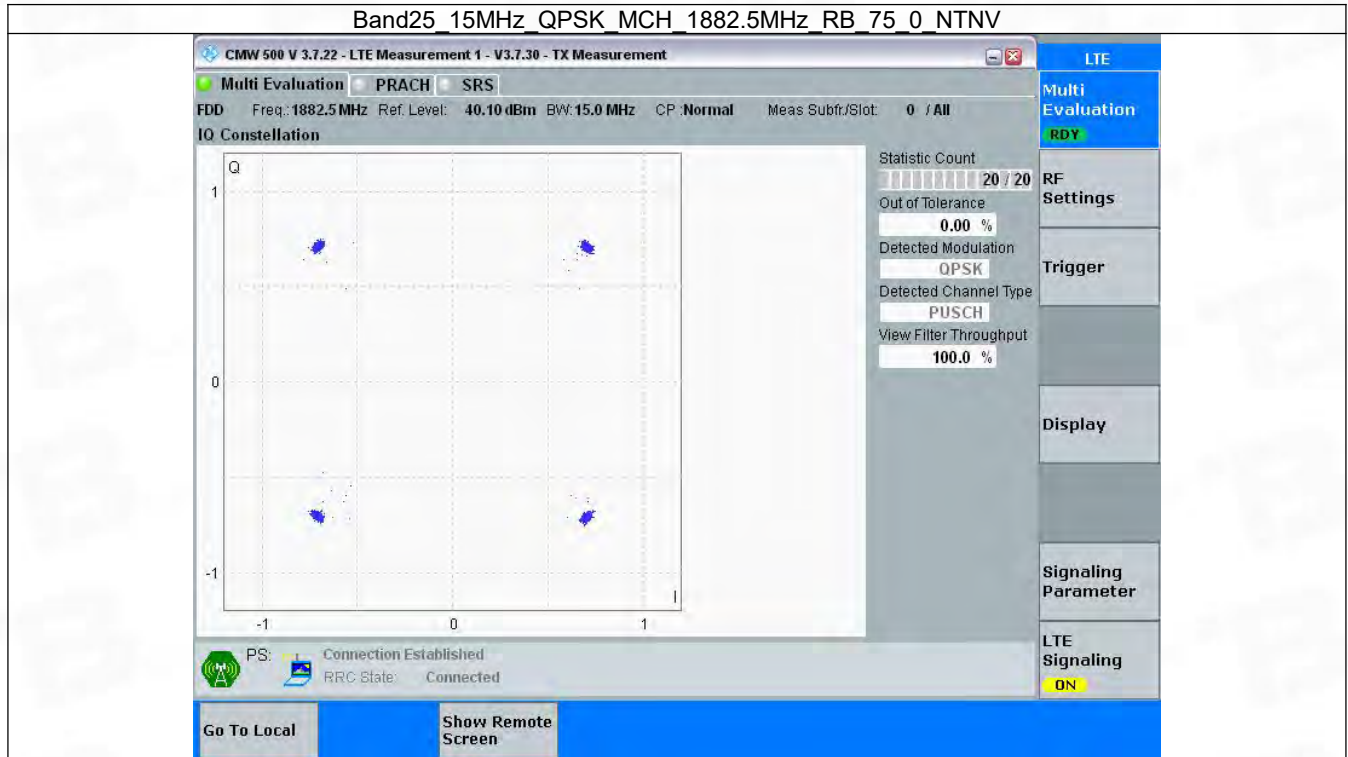 Band25_15MHz_QPSK_MCH_1882.5MHz_RB_75_0_NTNV
CMW 500 V 3.7.22 - LTE Measurement 1 - V3.7.30 - TX Measurement
LTE
Multi Evaluation PRACH SRS
Multi
Evaluation
RDY
FDD Freq.: 1882.5 MHz Ref. Level: 40.10 dBm BW: 15.0 MHz CP :Normal Meas Subfr./Slot: 0 / All
IQ Constellation
Q
1
0
-1
I
-1 0 1
Statistic Count
20 / 20
Out of Tolerance
0.00 %
Detected Modulation
QPSK
Detected Channel Type
PUSCH
View Filter Throughput
100.0 %
RF
Settings
Trigger
Display
Signaling
Parameter
LTE
Signaling
ON
PS: Connection Established
RRC State: Connected
Go To Local
Show Remote
Screen